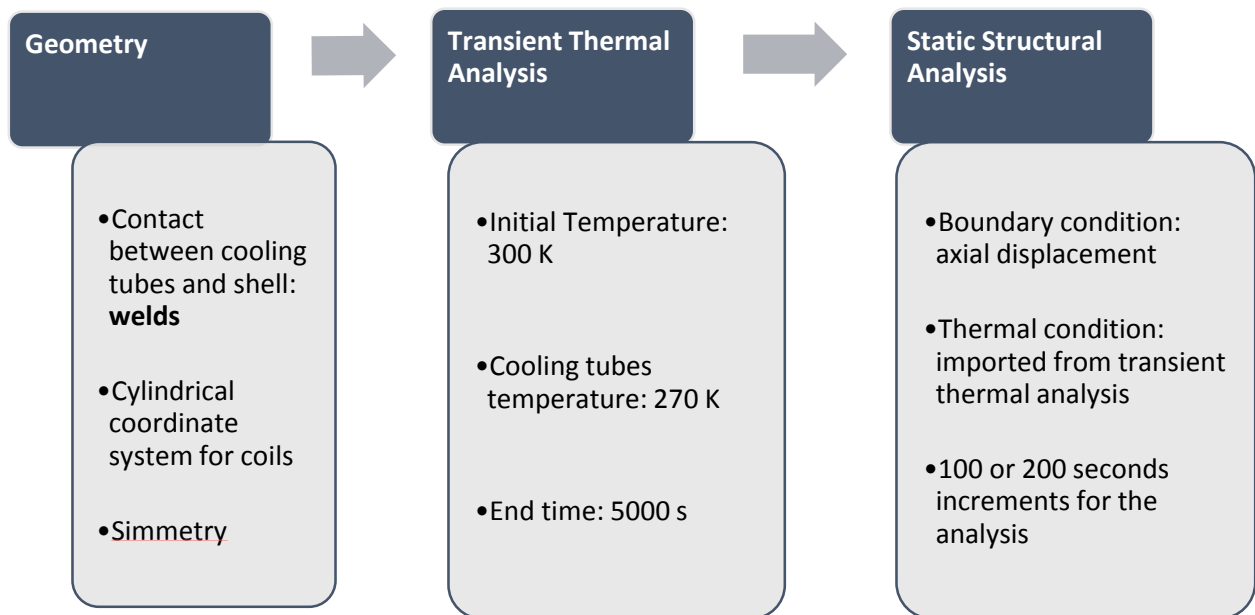 Geometry
•Contact
between cooling
tubes and shell:
welds
•Cylindrical
coordinate
system for coils
•Simmetry
Transient Thermal
Analysis
•Initial Temperature:
300 K
•Cooling tubes
temperature: 270 K
•End time: 5000 s
Static Structural
Analysis
•Boundary condition:
axial displacement
•Thermal condition:
imported from transient
thermal analysis
•100 or 200 seconds
increments for the
analysis